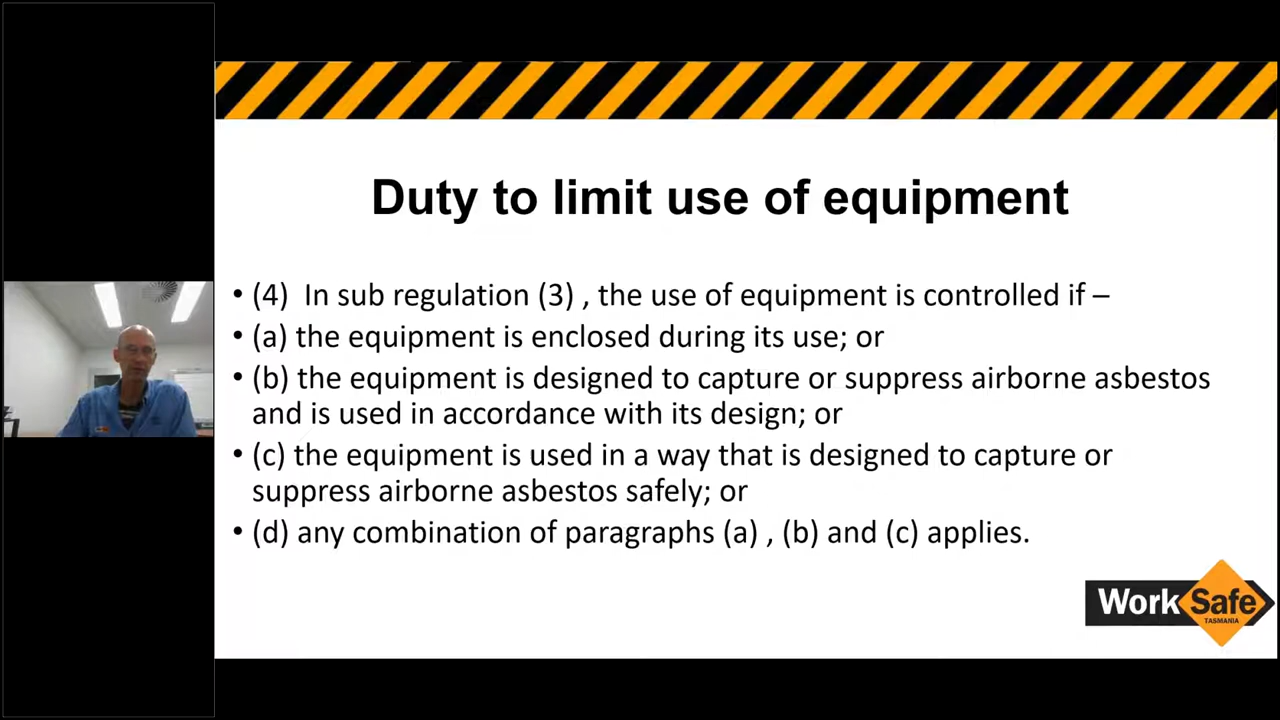 Duty to limit use of equipment
• (4) In sub regulation (3) , the use of equipment is controlled if –
• (a) the equipment is enclosed during its use; or
• (b) the equipment is designed to capture or suppress airborne asbestos
and is used in accordance with its design; or
• (c) the equipment is used in a way that is designed to capture or
suppress airborne asbestos safely; or
• (d) any combination of paragraphs (a) , (b) and (c) applies.
WorkSafe
TASMANIA